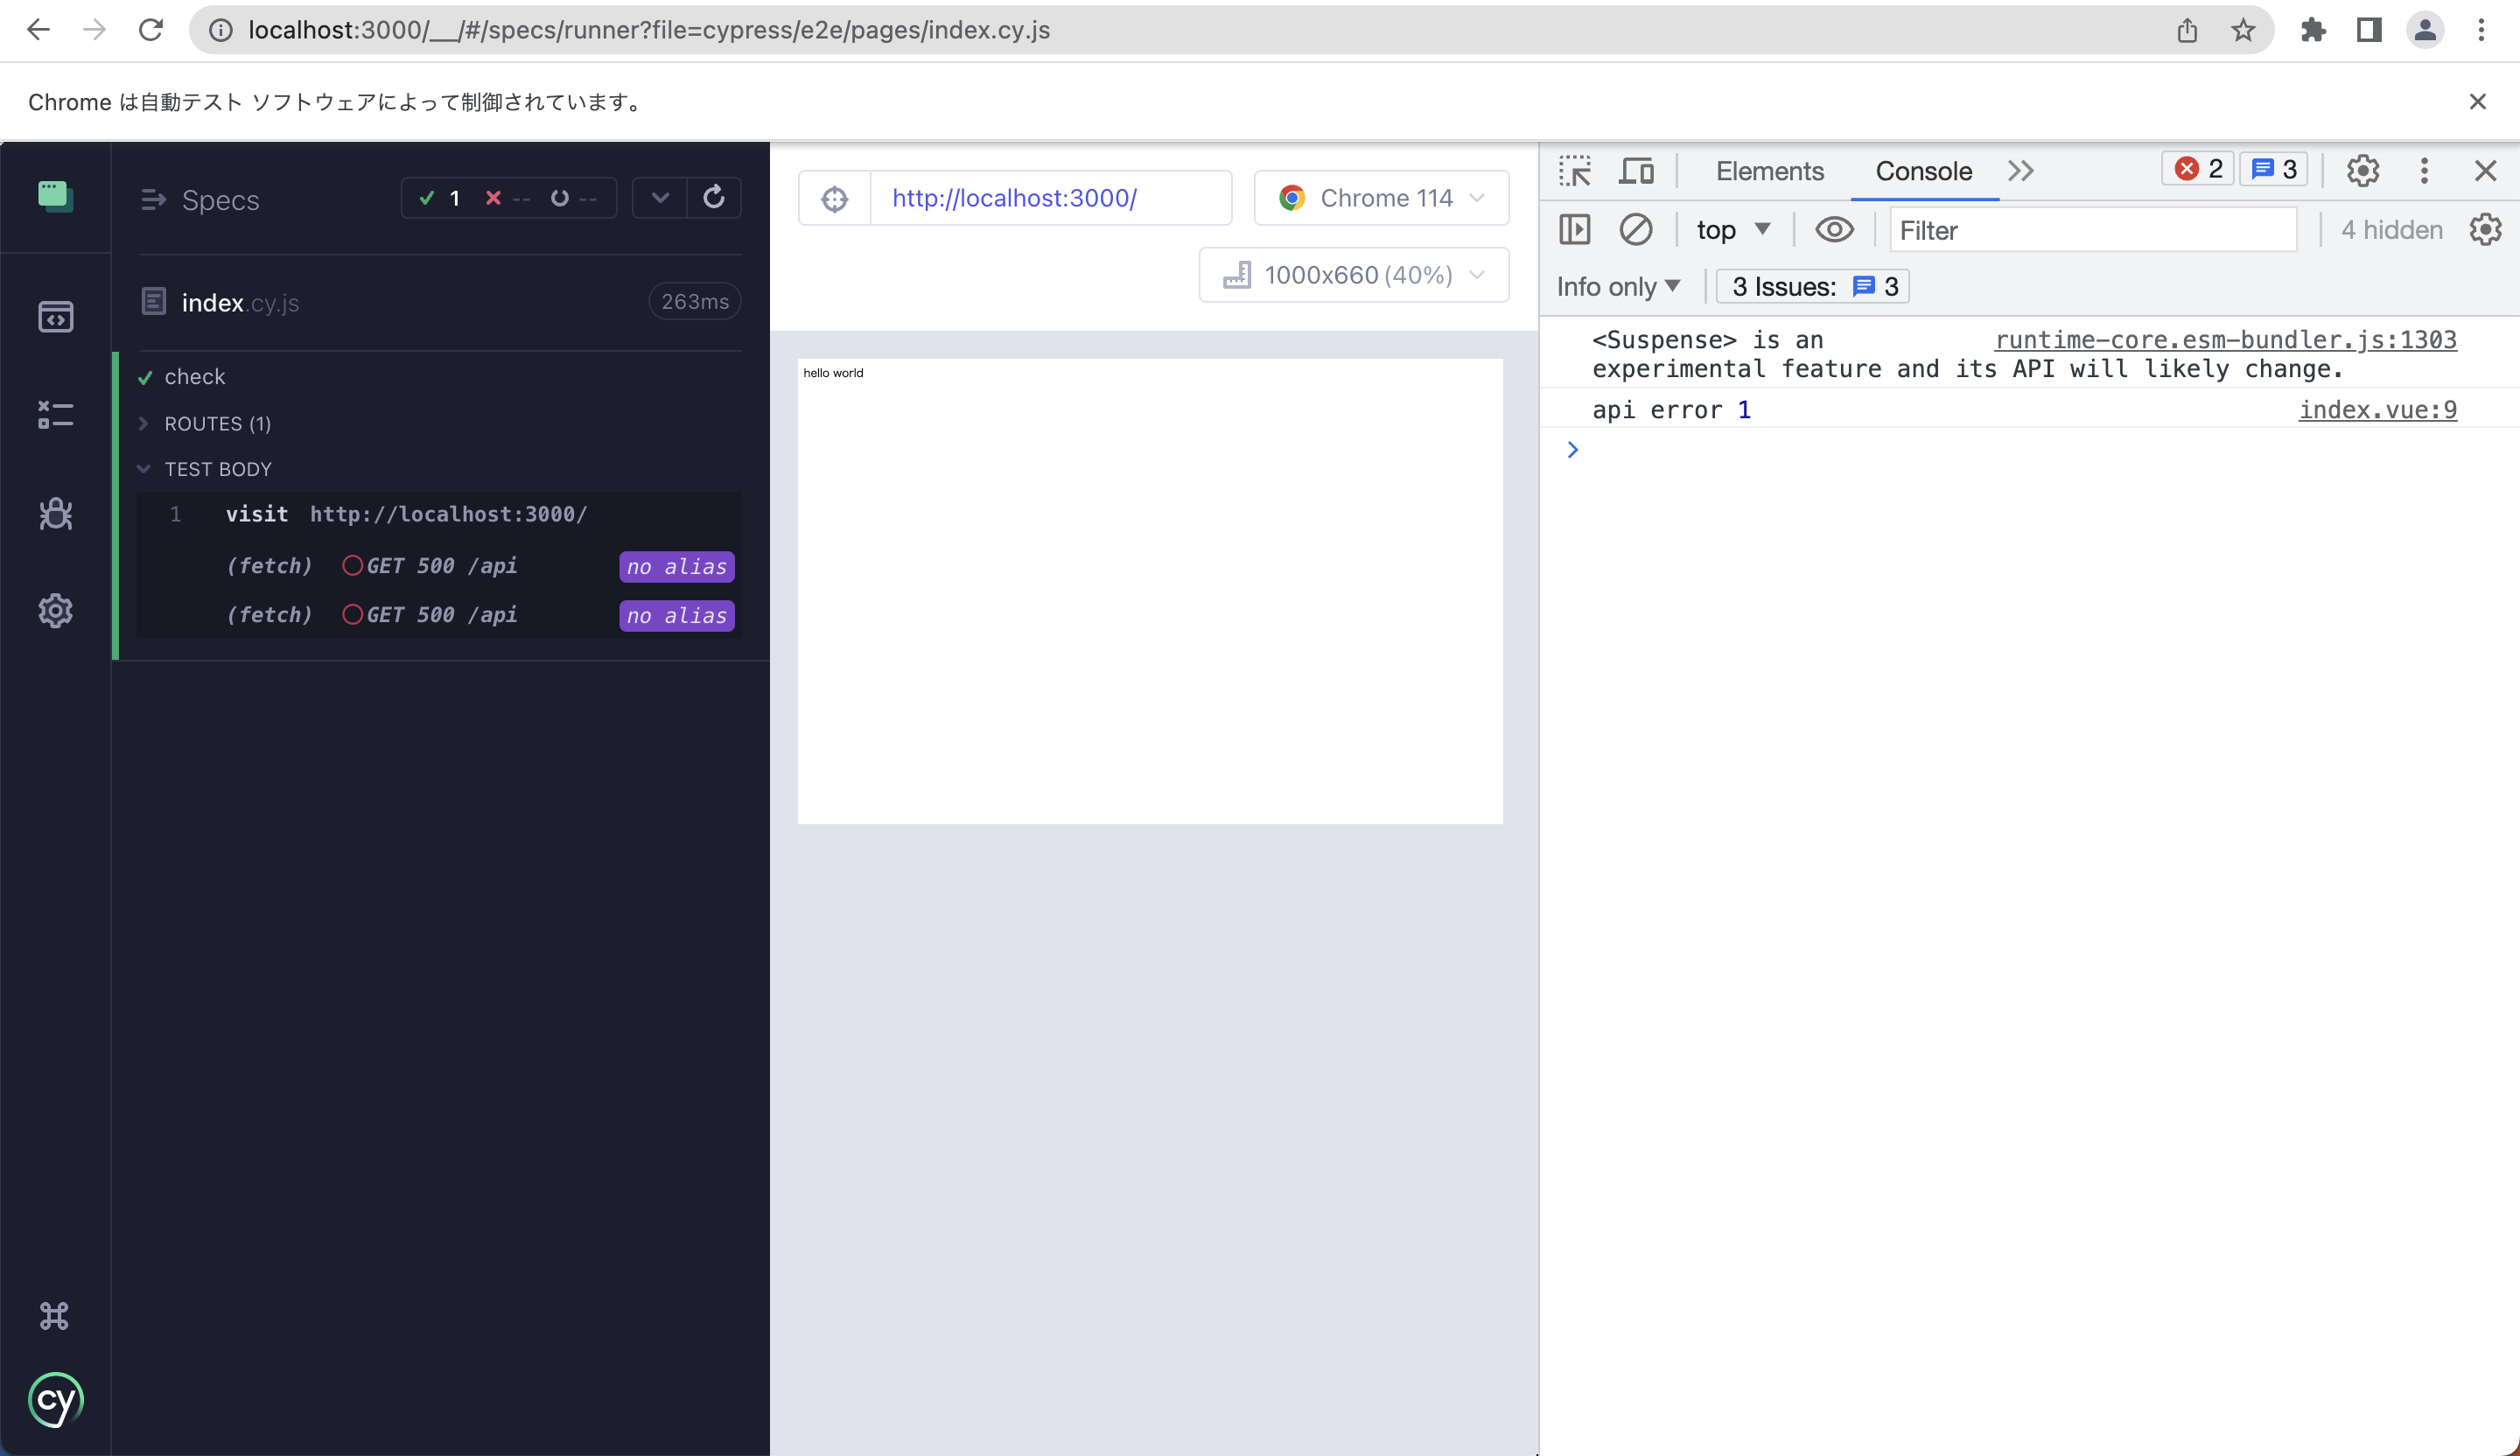 localhost:3000/__/#/specs/runner?file=cypress/e2e/pages/index.cy.js
Chrome は自動テスト ソフトウェアによって制御されています。
Specs
1 -- --
index.cy.js 263ms
check
ROUTES (1)
TEST BODY
1 visit http://localhost:3000/
(fetch) GET 500 /api no alias
(fetch) GET 500 /api no alias
cy
http://localhost:3000/ Chrome 114
1000x660 (40%)
hello world
Elements Console 2 3
top Filter 4 hidden
Info only 3 Issues: 3
<Suspense> is an runtime-core.esm-bundler.js:1303
experimental feature and its API will likely change.
api error 1 index.vue:9